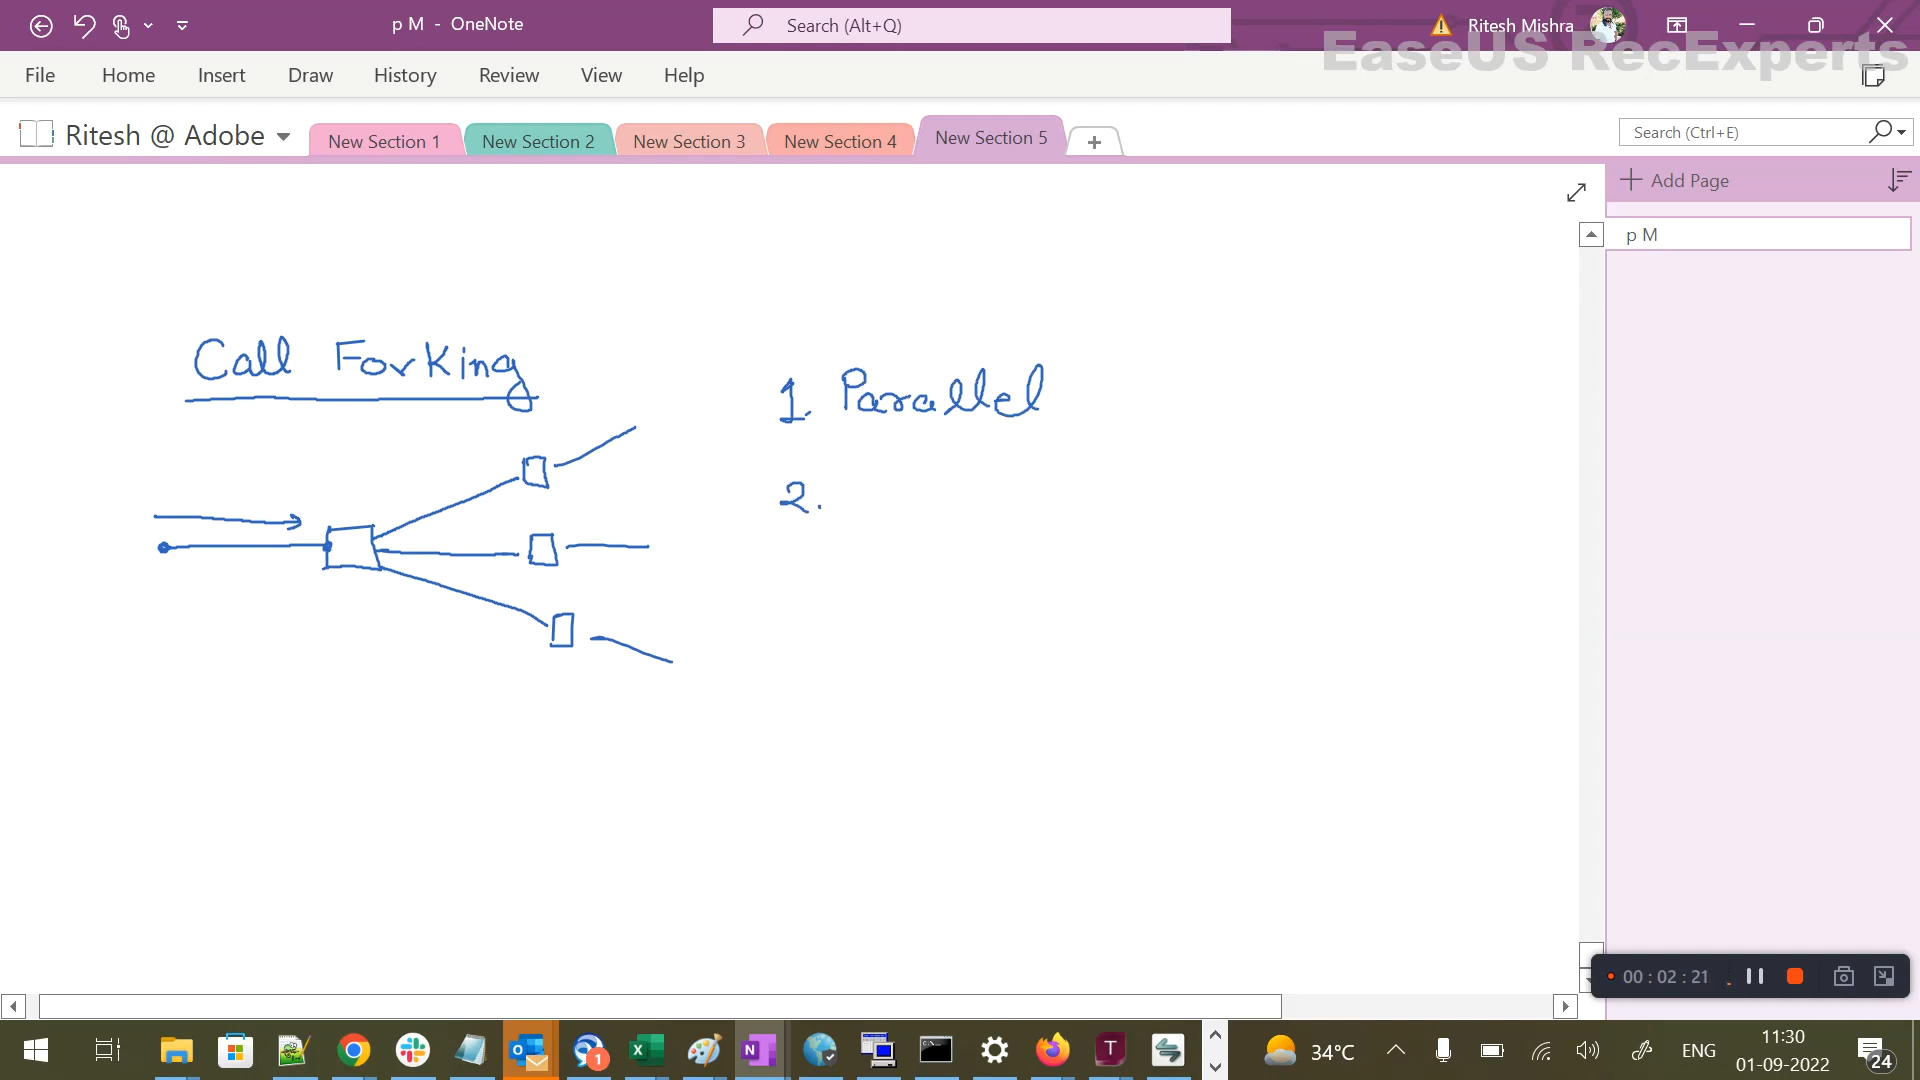 p M - OneNote
Search (Alt+Q)
Ritesh Mishra
EaseUS RecExperts
File Home Insert Draw History Review View Help
Ritesh @ Adobe
New Section 1
New Section 2
New Section 3
New Section 4
New Section 5
+
Search (Ctrl+E)
Add Page
p M
Call Forking
1. Parallel
2.
00 : 02 : 21
1
34°C
ENG
11:30
01-09-2022
24